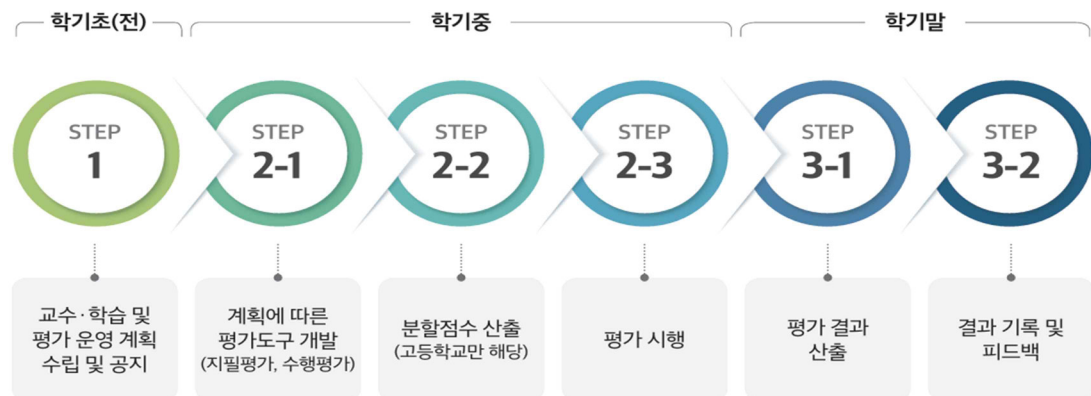 학기초(전)
학기중
학기말
STEP
1
STEP
2-1
STEP
2-2
STEP
2-3
STEP
3-1
STEP
3-2
교수·학습 및
평가 운영 계획
수립 및 공지
계획에 따른
평가도구 개발
(지필평가, 수행평가)
분할점수 산출
(고등학교만 해당)
평가 시행
평가 결과
산출
결과 기록 및
피드백